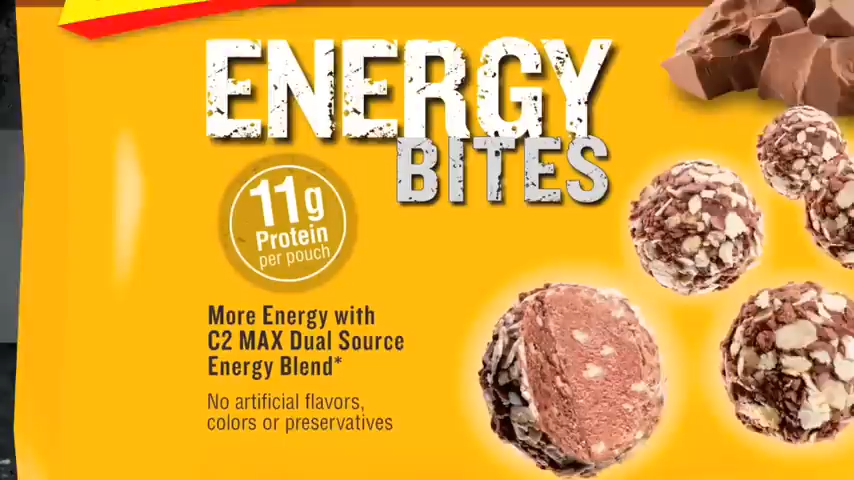 ENERGY
BITES
11g
Protein
per pouch
More Energy with
C2 MAX Dual Source
Energy Blend*
No artificial flavors,
colors or preservatives